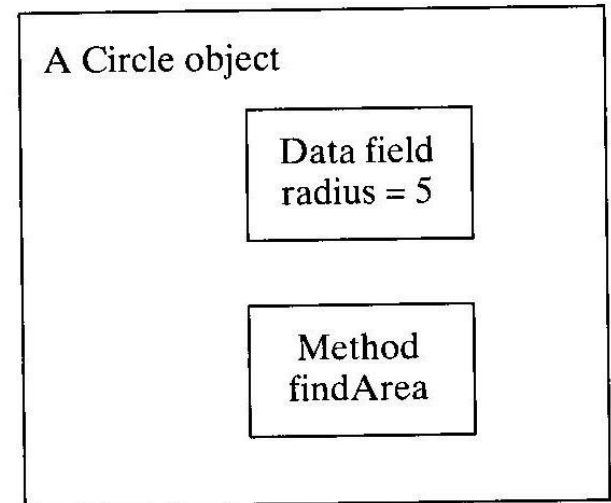 A Circle object
Data field
radius = 5
Method
findArea